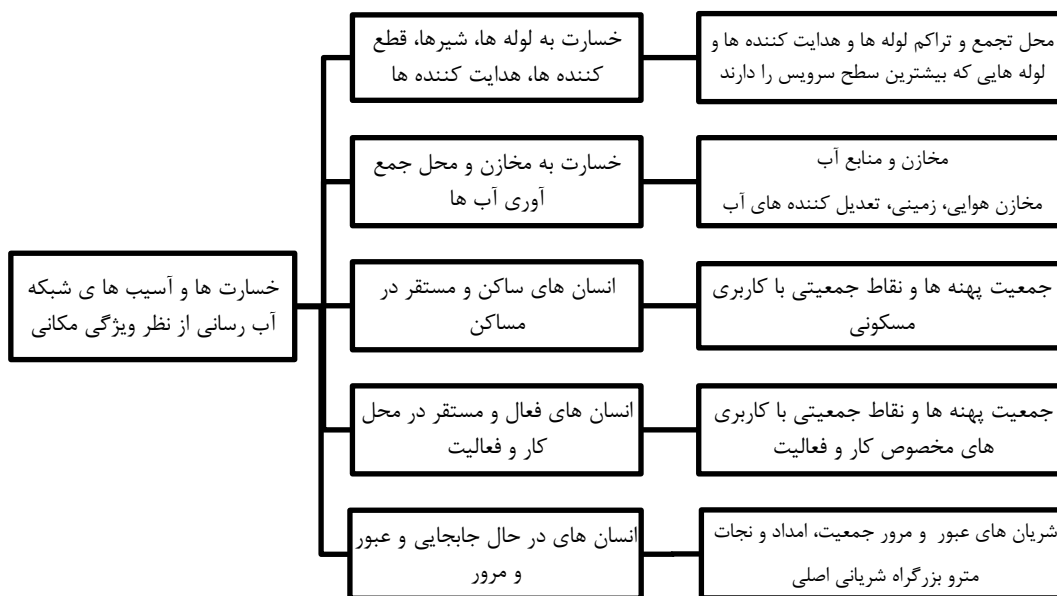 خسارت ها و آسیب ها ی شبکه
آب رسانی از نظر ویژگی مکانی
خسارت به لوله ها، شیرها، قطع
کننده ها، هدایت کننده ها
محل تجمع و تراکم لوله ها و هدایت کننده ها و
لوله هایی که بیشترین سطح سرویس را دارند
خسارت به مخازن و محل جمع
آوری آب ها
مخازن و منابع آب
مخازن هوایی، زمینی، تعدیل کننده های آب
انسان های ساکن و مستقر در
مساکن
جمعیت پهنه ها و نقاط جمعیتی با کاربری
مسکونی
انسان های فعال و مستقر در محل
کار و فعالیت
جمعیت پهنه ها و نقاط جمعیتی با کاربری
های مخصوص کار و فعالیت
انسان های در حال جابجایی و عبور
و مرور
شریان های عبور و مرور جمعیت، امداد و نجات
مترو بزرگراه شریانی اصلی